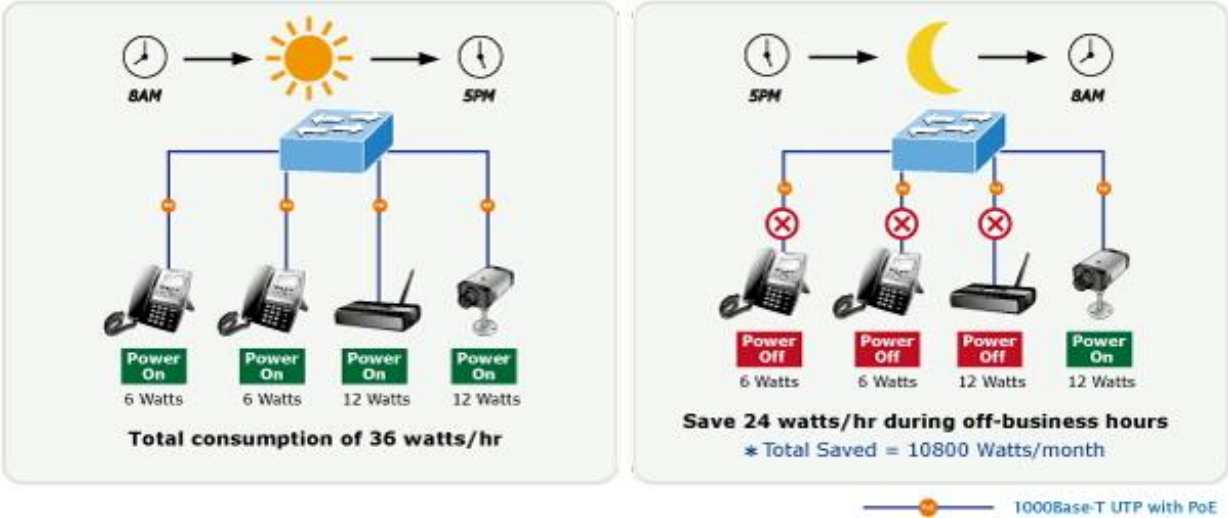 8AM
5PM
Power
On
6 Watts
Power
On
6 Watts
Power
On
12 Watts
Power
On
12 Watts
Total consumption of 36 watts/hr
5PM
8AM
Power
Off
6 Watts
Power
Off
6 Watts
Power
Off
12 Watts
Power
On
12 Watts
Save 24 watts/hr during off-business hours
* Total Saved = 10800 Watts/month
1000Base-T UTP with PoE